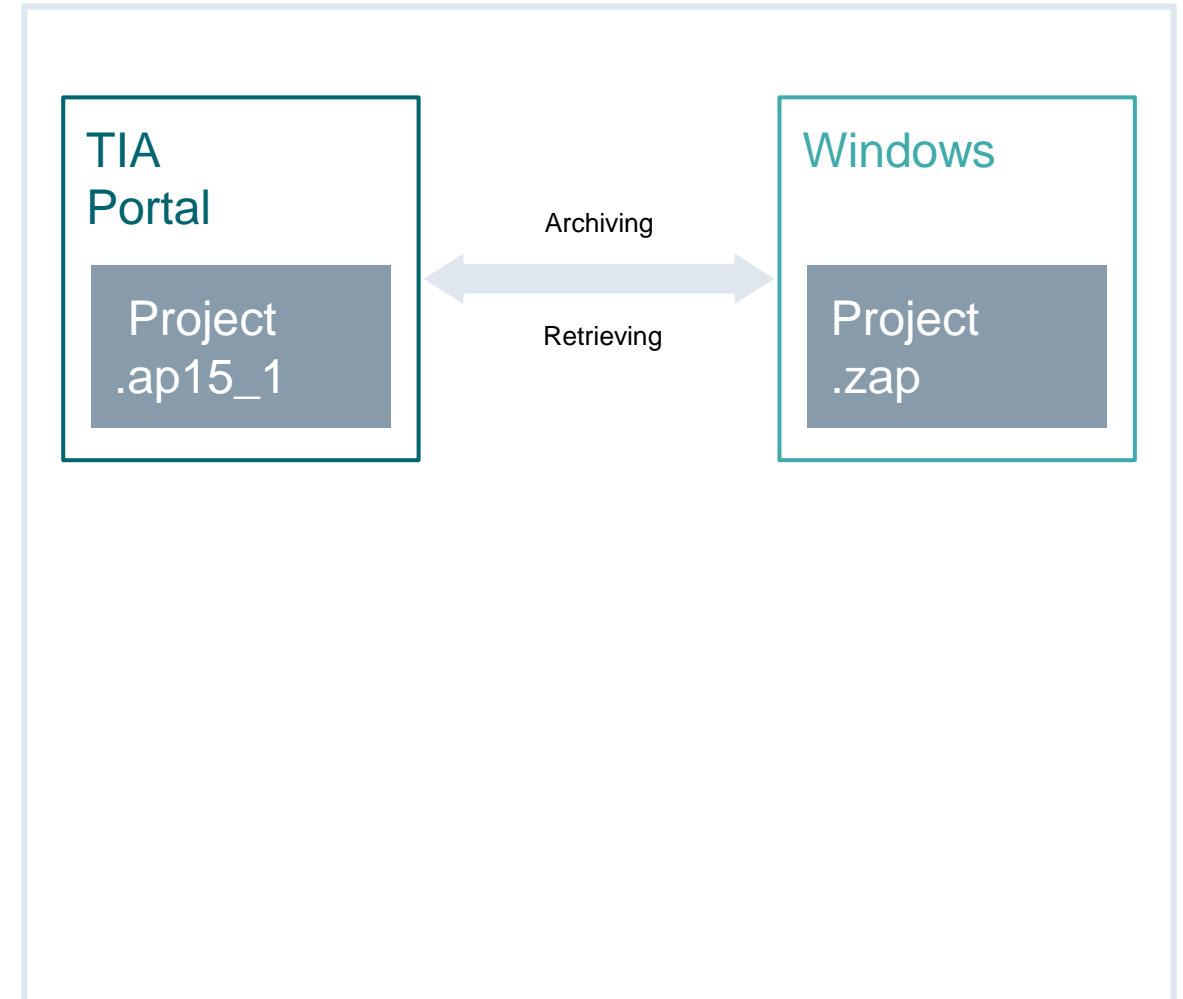 TIA
Portal
Project
.ap15_1
Archiving
Retrieving
Windows
Project
.zap